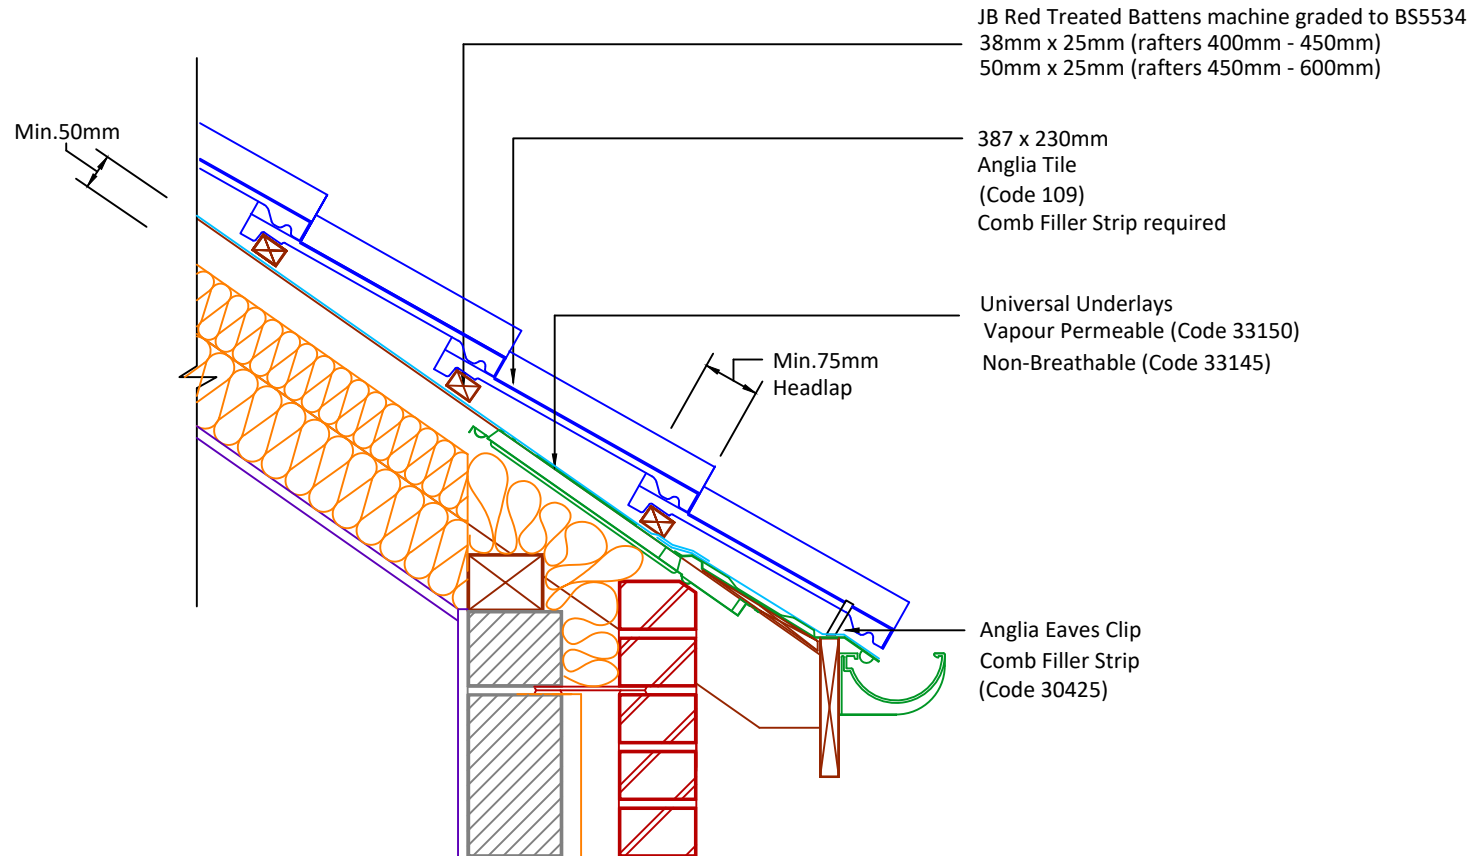 JB Red Treated Battens machine graded to BS5534
38mm x 25mm (rafters 400mm - 450mm)
50mm x 25mm (rafters 450mm - 600mm)
Min.50mm
387 x 230mm
Anglia Tile
(Code 109)
Comb Filler Strip required
Universal Underlays
Vapour Permeable (Code 33150)
Non-Breathable (Code 33145)
Min.75mm
Headlap
Anglia Eaves Clip
Comb Filler Strip
(Code 30425)